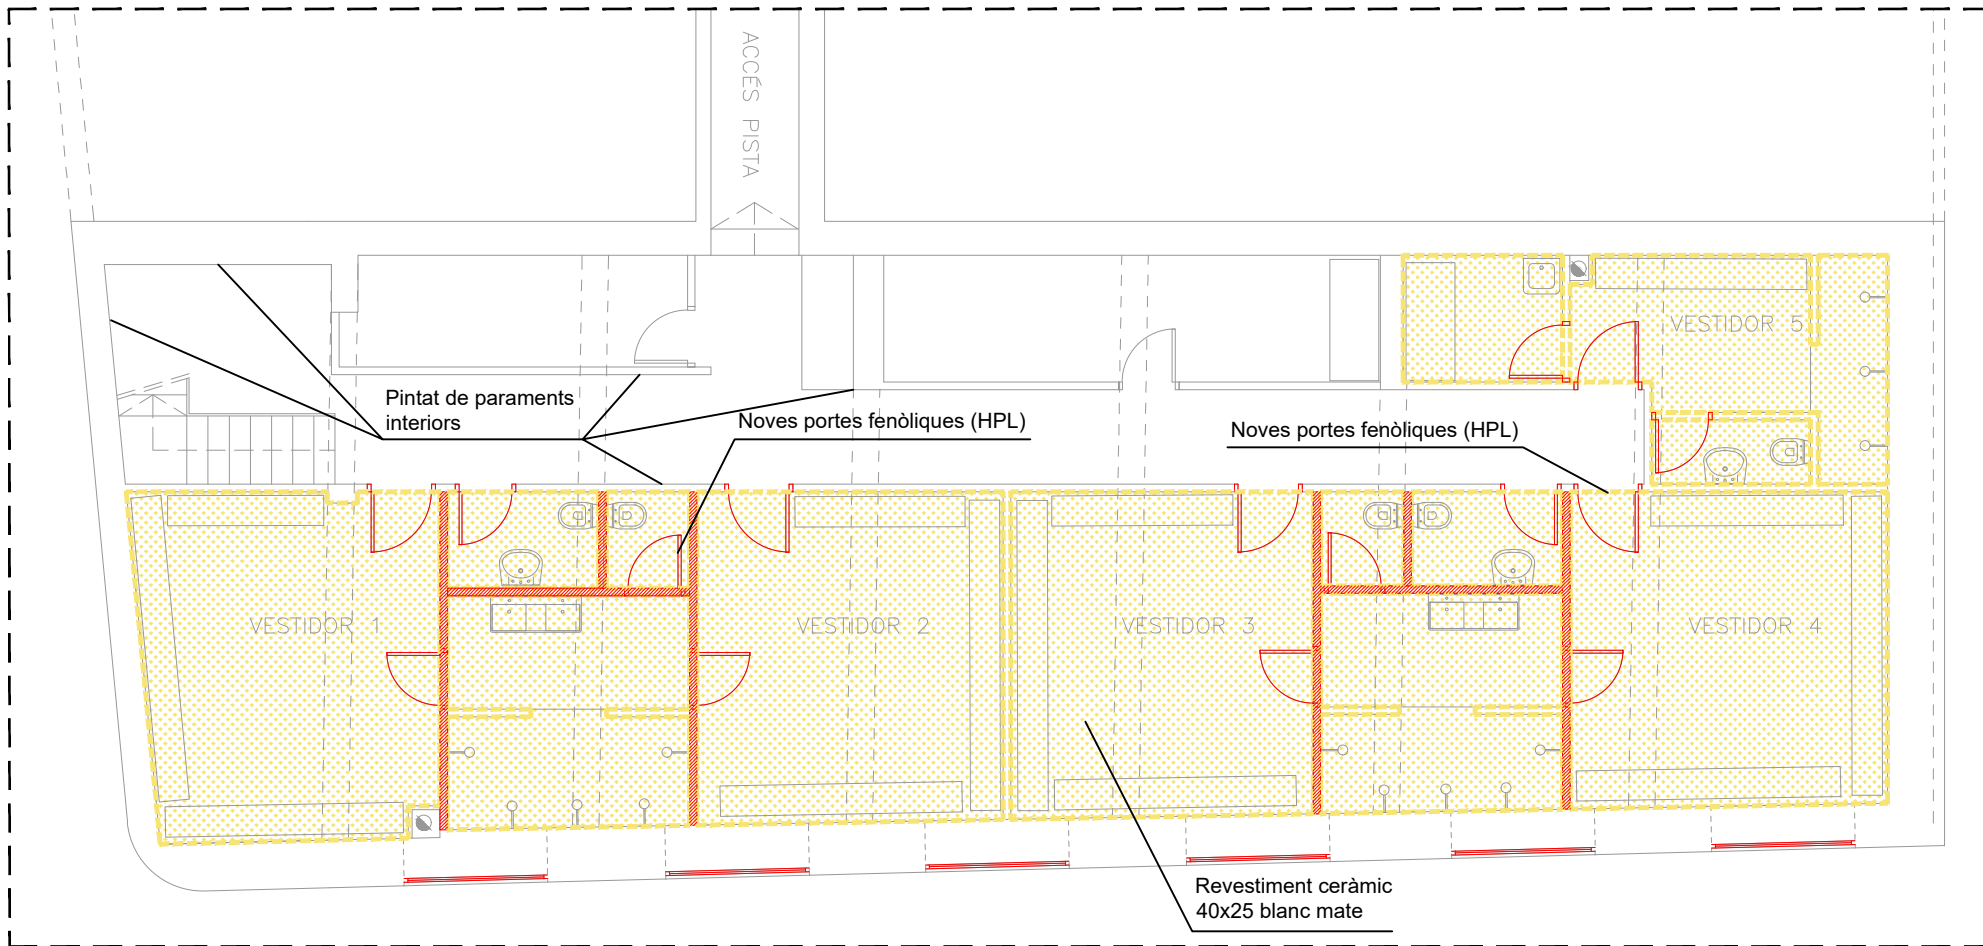 ACCÉS PISTA
VESTIDOR 5
Pintat de paraments
interiors
Noves portes fenòliques (HPL)
Noves portes fenòliques (HPL)
VESTIDOR 1
VESTIDOR 2
VESTIDOR 3
VESTIDOR 4
Revestiment ceràmic
40x25 blanc mate